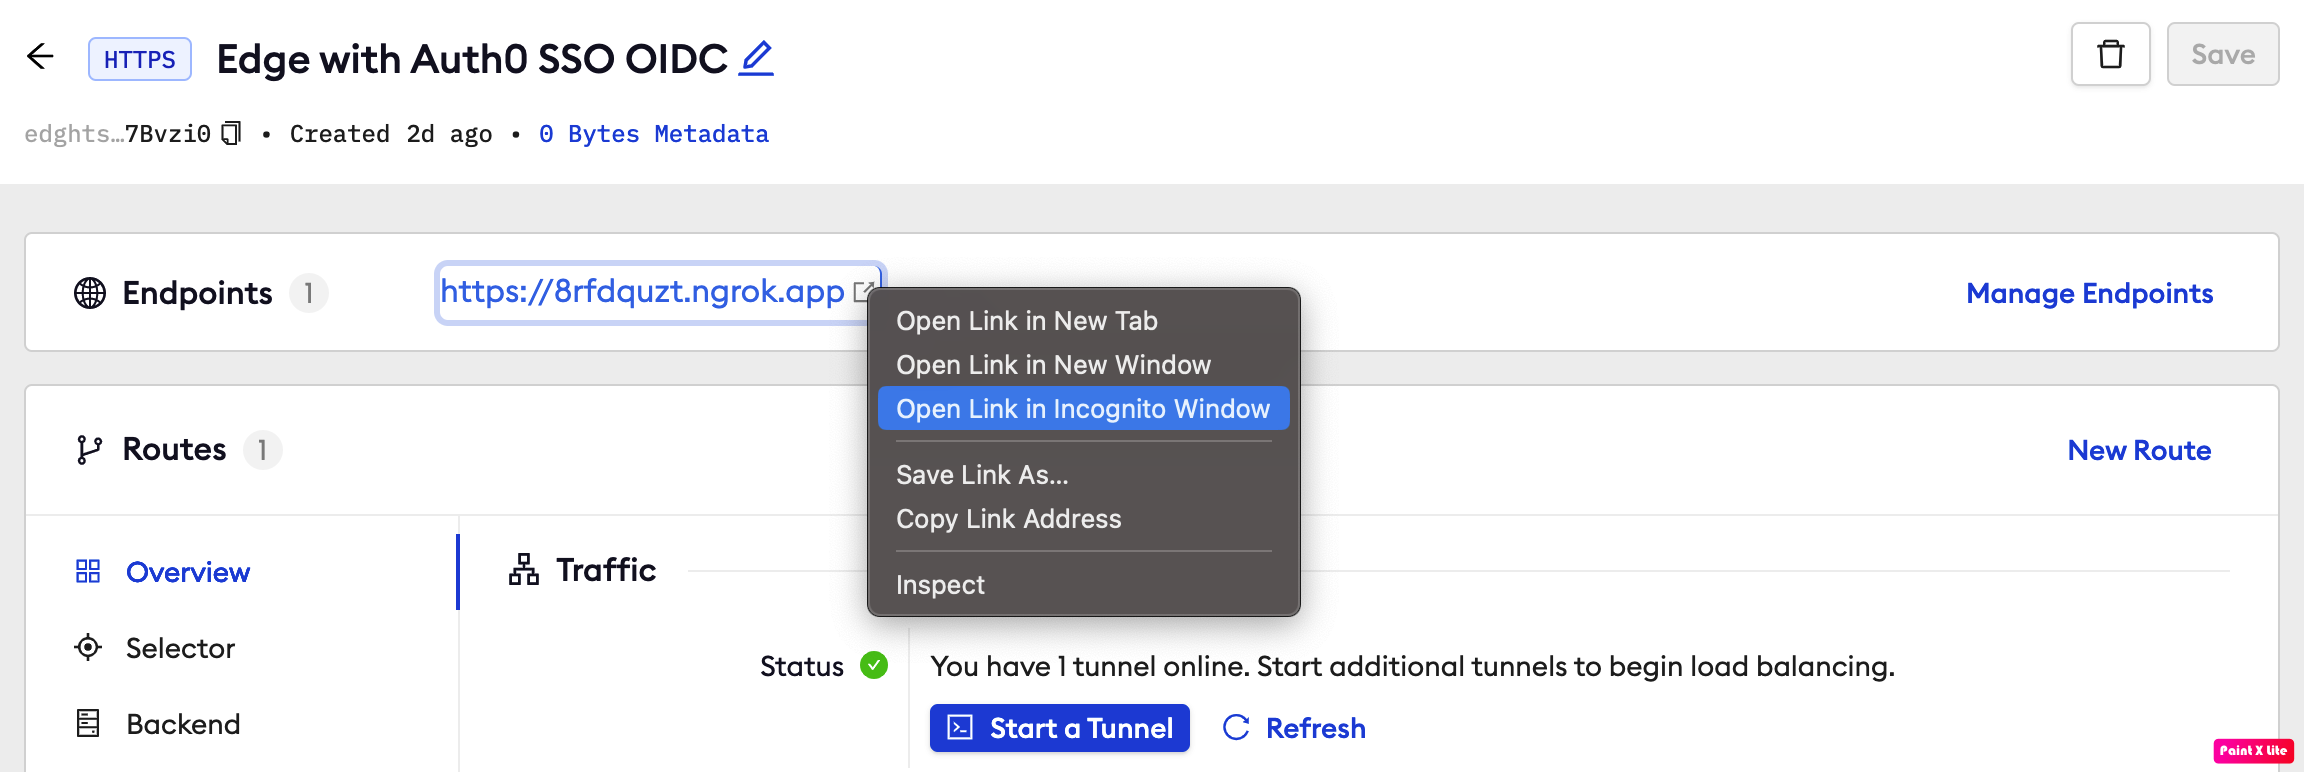 HTTPS Edge with Auth0 SSO OIDC Save
edghts…7Bvzi0 • Created 2d ago • 0 Bytes Metadata
Endpoints 1 https://8rfdquzt.ngrok.app Manage Endpoints
Open Link in New Tab
Open Link in New Window
Open Link in Incognito Window
Save Link As...
Copy Link Address
Inspect
Routes 1 New Route
Overview
Selector
Backend
Traffic
Status You have 1 tunnel online. Start additional tunnels to begin load balancing.
Start a Tunnel Refresh
Paint X Lite